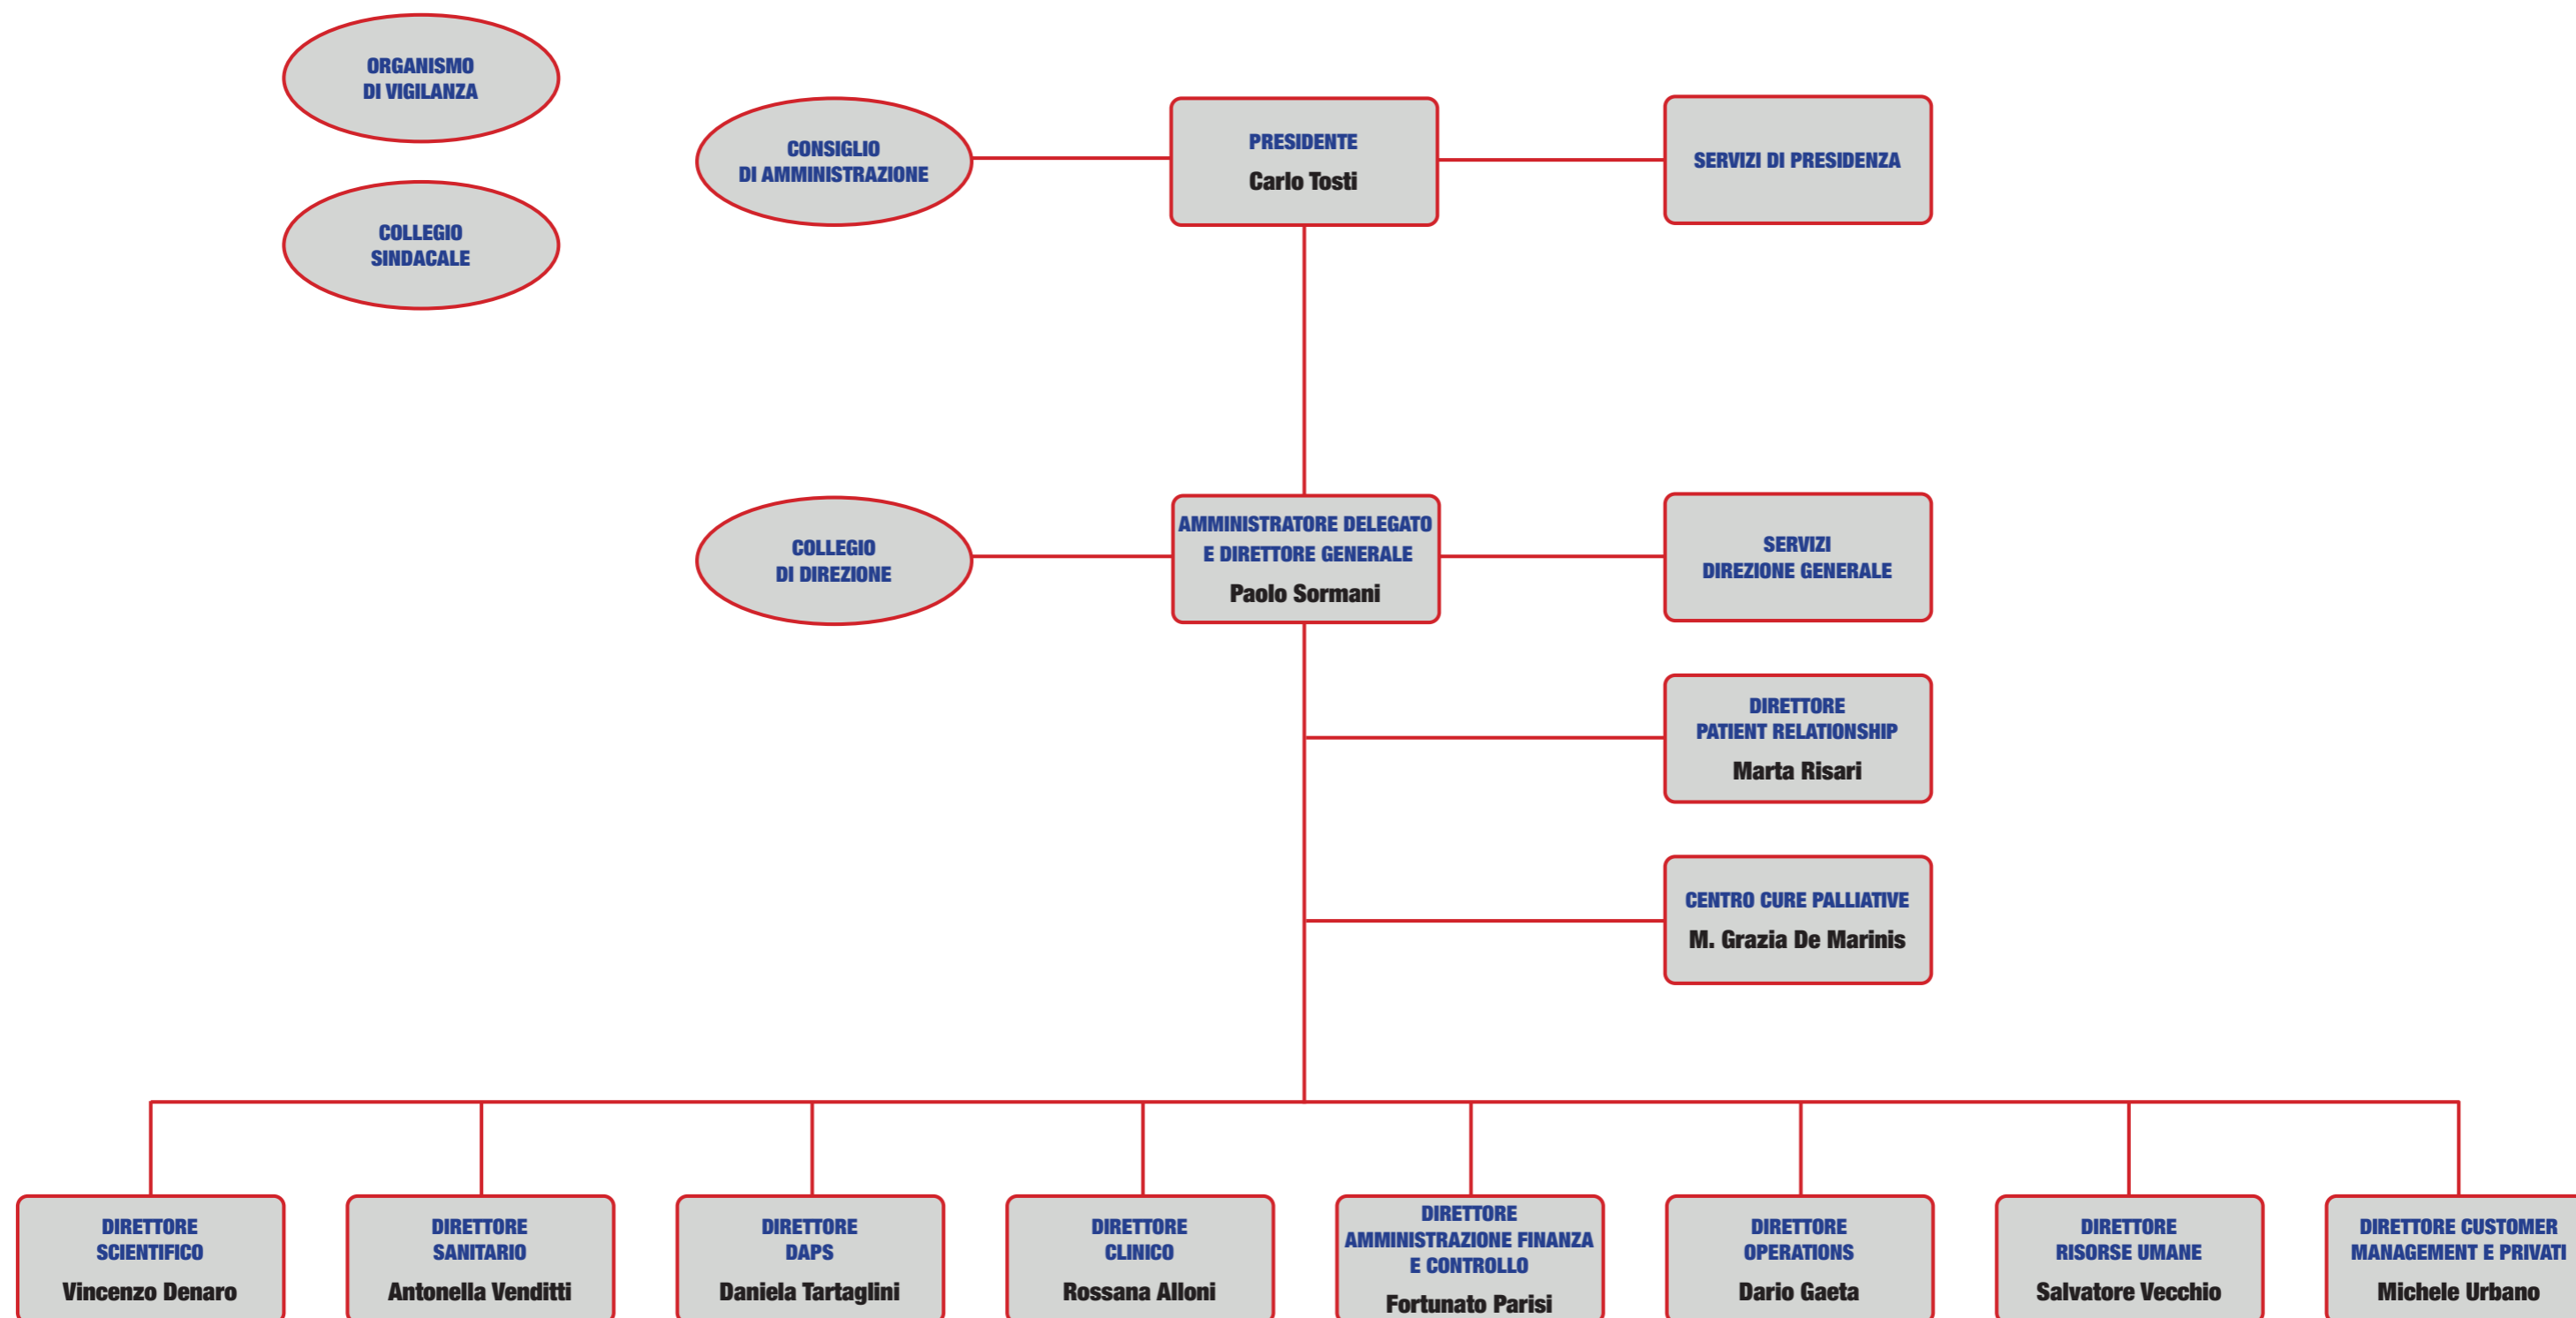 ORGANISMO
DI VIGILANZA
COLLEGIO
SINDACALE
CONSIGLIO
DI AMMINISTRAZIONE
PRESIDENTE
Carlo Tosti
SERVIZI DI PRESIDENZA
COLLEGIO
DI DIREZIONE
AMMINISTRATORE DELEGATO
E DIRETTORE GENERALE
Paolo Sormani
SERVIZI
DIREZIONE GENERALE
DIRETTORE
PATIENT RELATIONSHIP
Marta Risari
CENTRO CURE PALLIATIVE
M. Grazia De Marinis
DIRETTORE
SCIENTIFICO
Vincenzo Denaro
DIRETTORE
SANITARIO
Antonella Venditti
DIRETTORE
DAPS
Daniela Tartaglini
DIRETTORE
CLINICO
Rossana Alloni
DIRETTORE
AMMINISTRAZIONE FINANZA
E CONTROLLO
Fortunato Parisi
DIRETTORE
OPERATIONS
Dario Gaeta
DIRETTORE
RISORSE UMANE
Salvatore Vecchio
DIRETTORE CUSTOMER
MANAGEMENT E PRIVATI
Michele Urbano